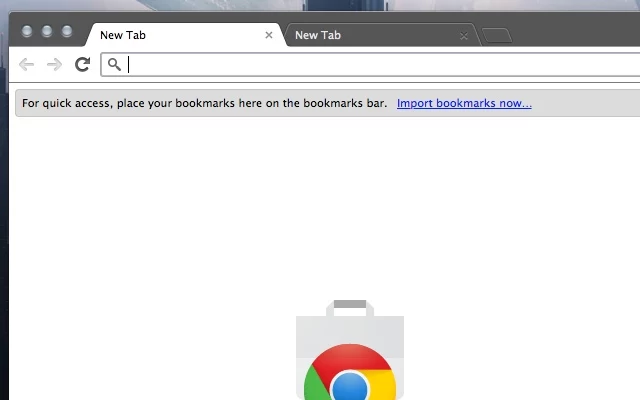 New Tab
New Tab
For quick access, place your bookmarks here on the bookmarks bar. Import bookmarks now...